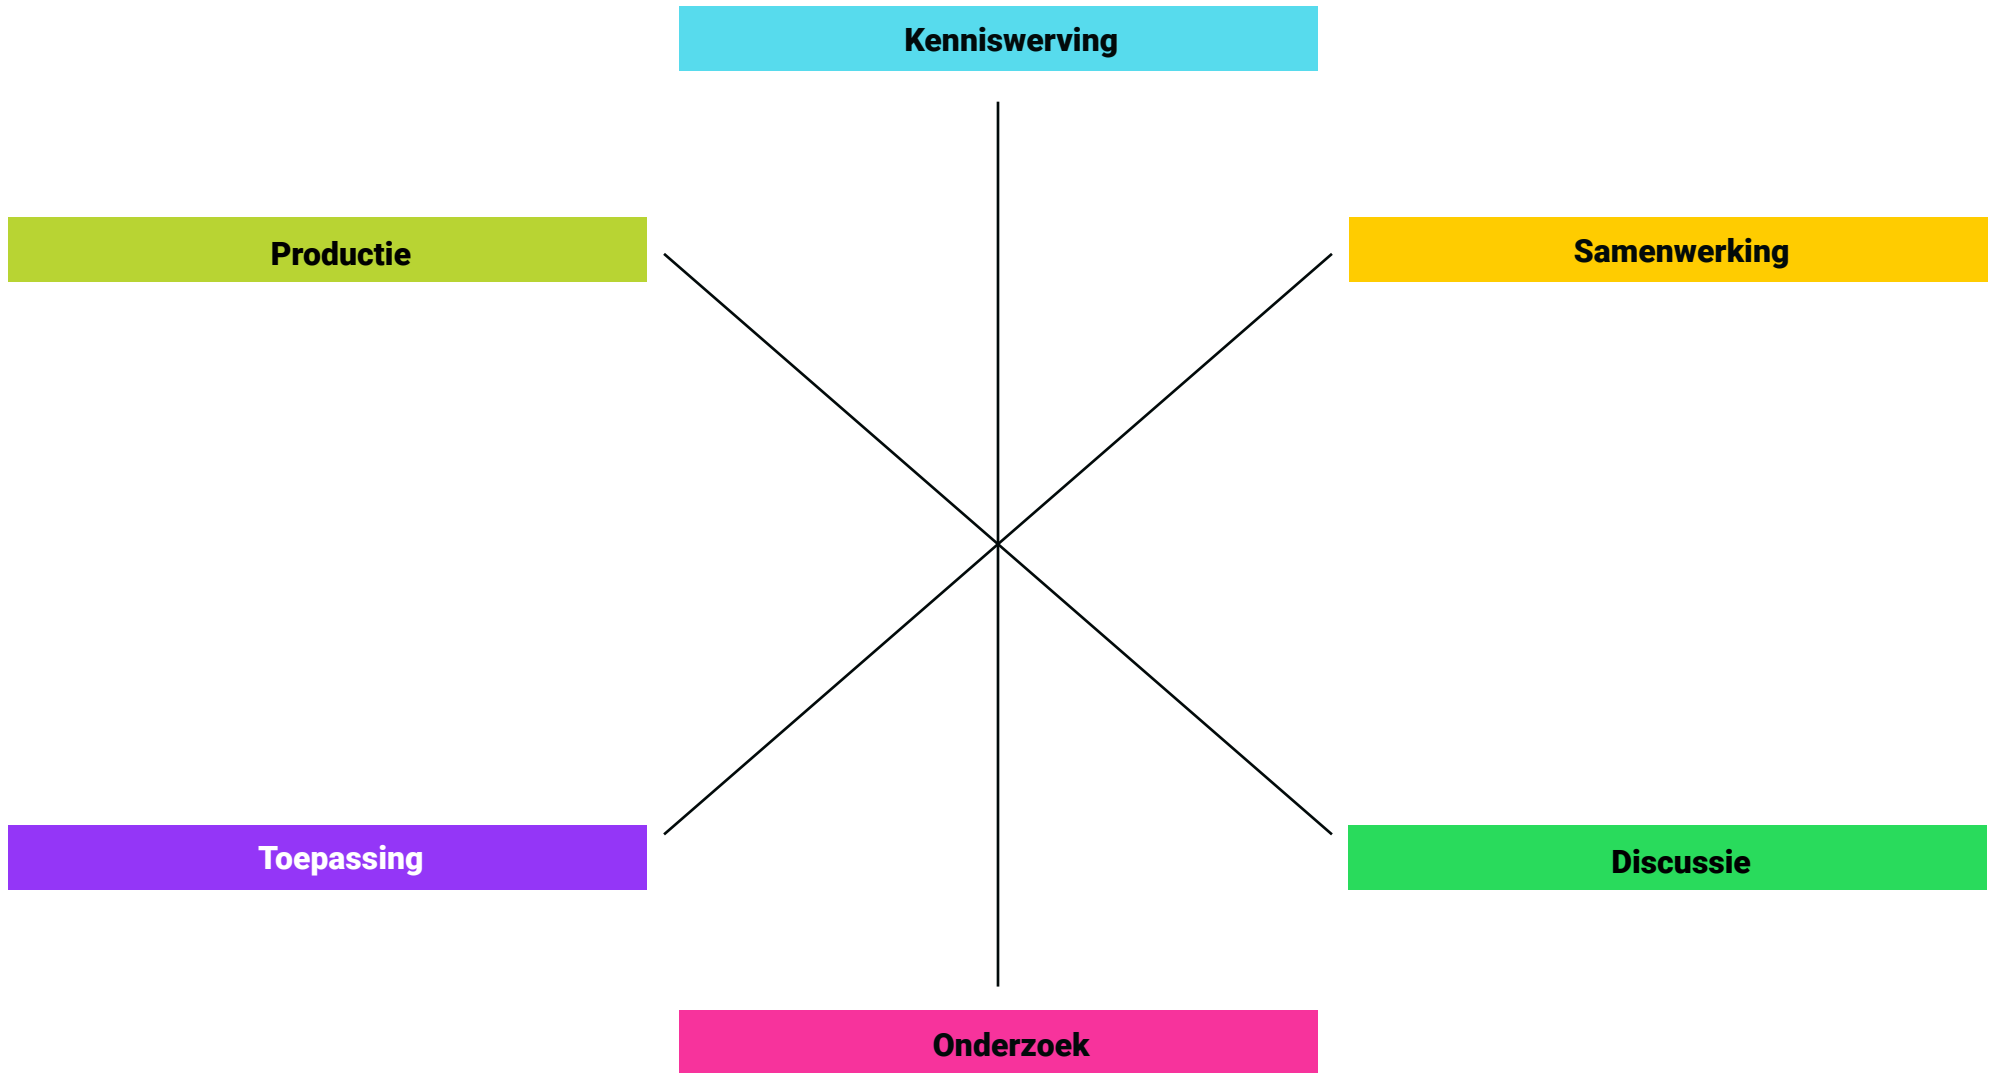 Kenniswerving
Productie
Samenwerking
Toepassing
Discussie
Onderzoek